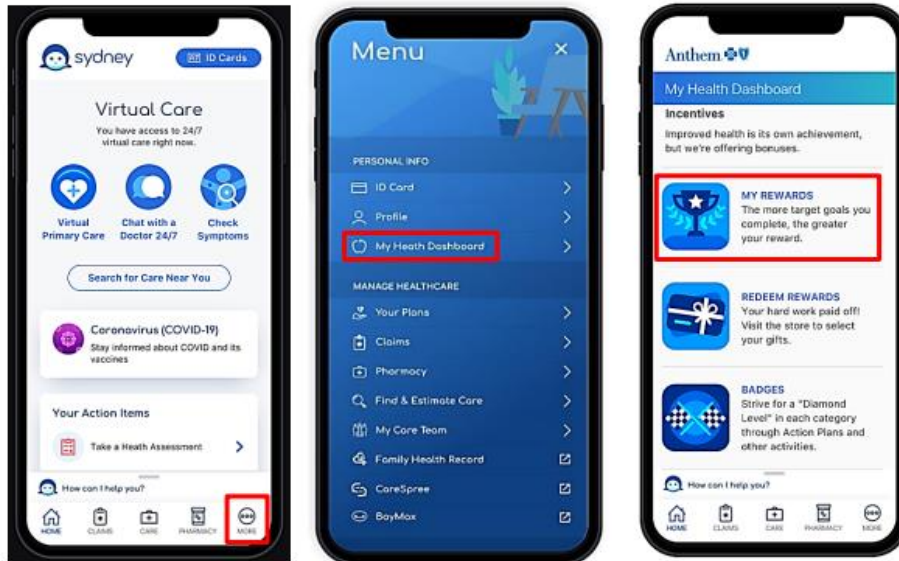 sydney
ID Cards
Virtual Care
You have access to 24/7
virtual care right now.
Virtual
Primary Care
Chat with a
Doctor 24/7
Check
Symptoms
Search for Care Near You
Coronavirus (COVID-19)
Stay informed about COVID and its
vaccines
Your Action Items
Take a Heath Assessment
How can I help you?
HOME
CLAIMS
CARE
PHARMACY
MORE
Menu
PERSONAL INFO
ID Card
Profile
My Heath Dashboard
MANAGE HEALTHCARE
Your Plans
Claims
Pharmacy
Find & Estimate Care
My Care Team
Family Health Record
CareSpree
BayMax
Anthem
My Health Dashboard
Incentives
Improved health is its own achievement,
but we're offering bonuses.
MY REWARDS
The more target goals you
complete, the greater
your reward.
REDEEM REWARDS
Your hard work paid off!
Visit the store to select
your gifts.
BADGES
Strive for a "Diamond
Level" in each category
through Action Plans and
other activities.
How can I help you?
HOME
CLAIMS
CARE
PHARMACY
MORE